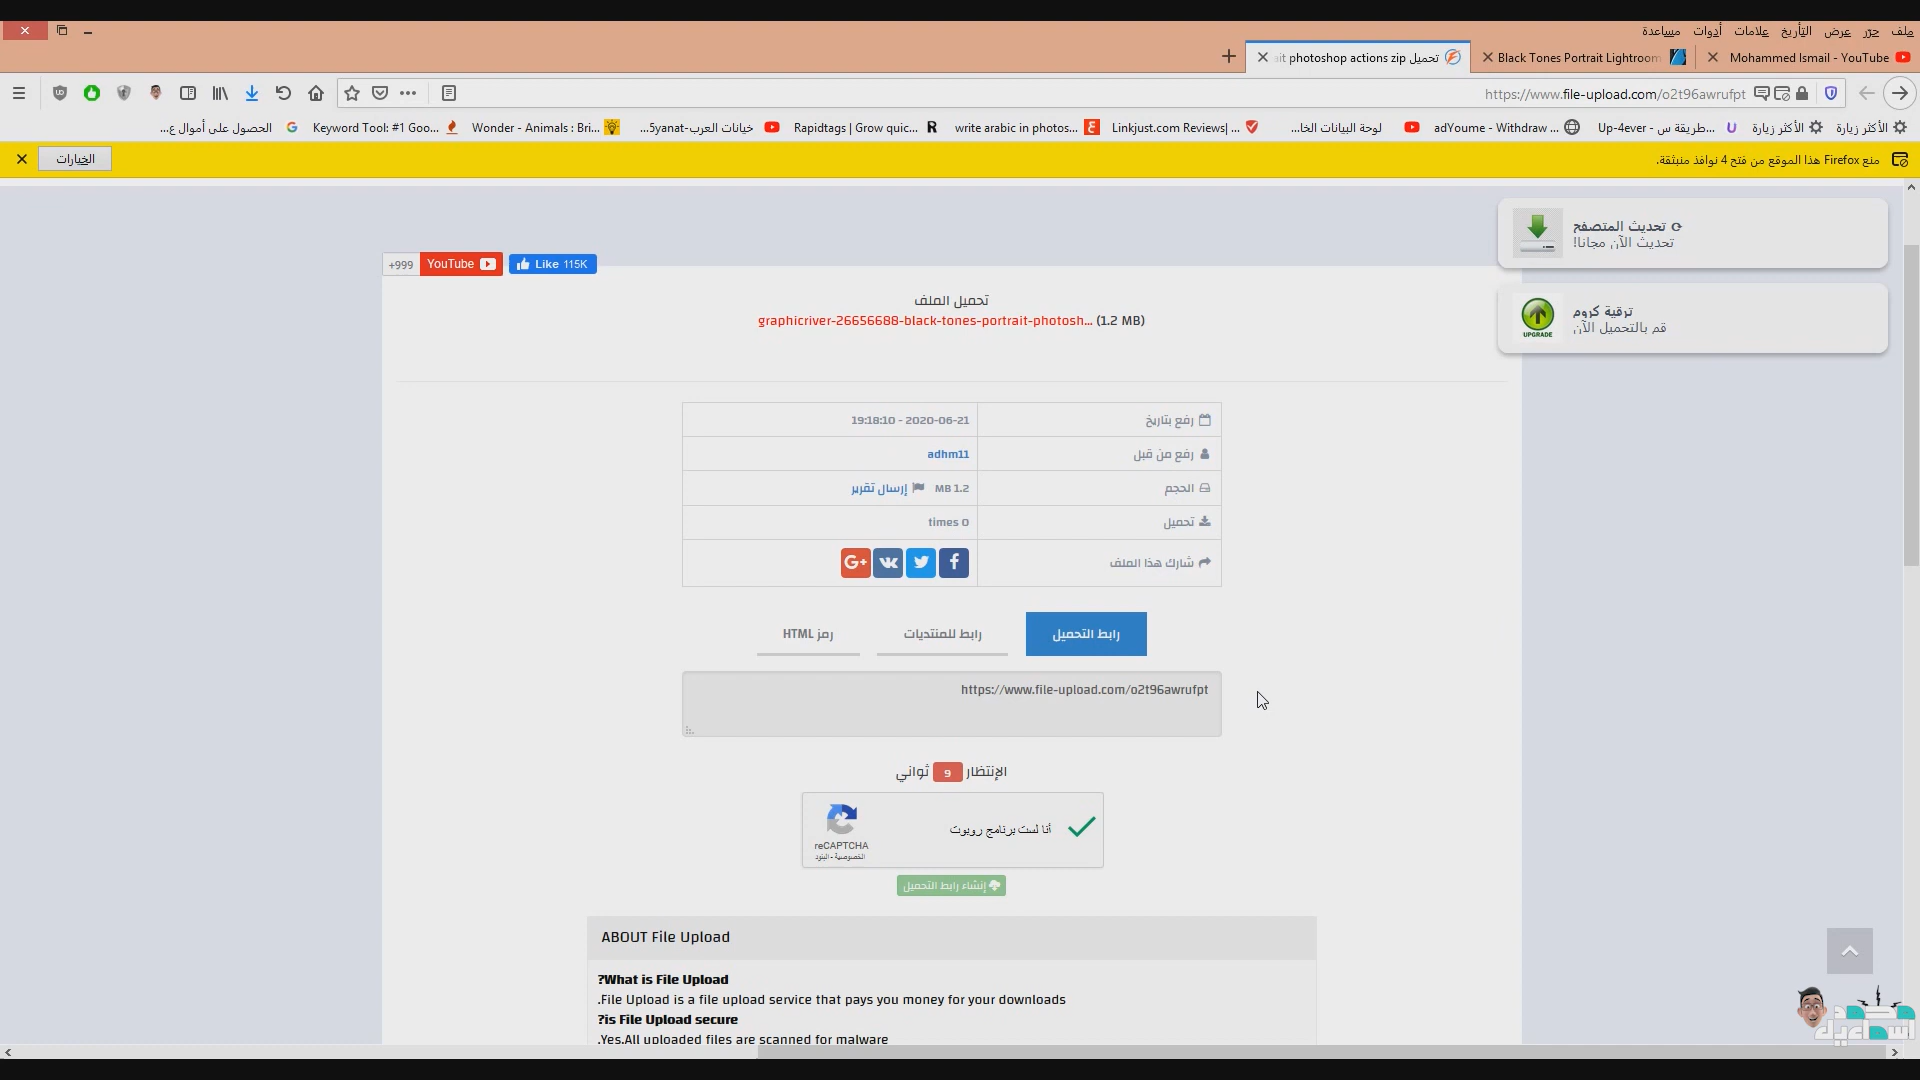 ملف حرّر عرض التأريخ علامات أدوات مساعدة
Mohammed Ismail - YouTube
Black Tones Portrait Lightroom
تحميل ait photoshop actions zip
https://www.file-upload.com/o2t96awrufpt
الأكثر زيارة
الأكثر زيارة
طريقة س - Up-4ever...
adYoume - Withdraw ...
لوحة البيانات الخا...
Linkjust.com Reviews| ...
write arabic in photos...
Rapidtags | Grow quic...
خيانات العرب-5yanat...
Wonder - Animals : Bri...
Keyword Tool: #1 Goo...
الحصول على أموال ع...
منع Firefox هذا الموقع من فتح 4 نوافذ منبثقة.
الخيارات
تحديث المتصفح
تحديث الآن مجانا!
ترقية كروم
قم بالتحميل الآن
UPGRADE
+999
YouTube
Like 115K
تحميل الملف
graphicriver-26656688-black-tones-portrait-photosh... (1.2 MB)
رفع بتاريخ
19:18:10 - 2020-06-21
رفع من قبل
adhm11
الحجم
MB 1.2 إرسال تقرير
تحميل
times 0
شارك هذا الملف
رابط التحميل
رابط للمنتديات
رمز HTML
https://www.file-upload.com/o2t96awrufpt
الإنتظار 9 ثواني
أنا لست برنامج روبوت
reCAPTCHA
الخصوصية - البنود
إنشاء رابط التحميل
ABOUT File Upload
?What is File Upload
.File Upload is a file upload service that pays you money for your downloads
?is File Upload secure
.Yes.All uploaded files are scanned for malware
محمد
اسماعيل